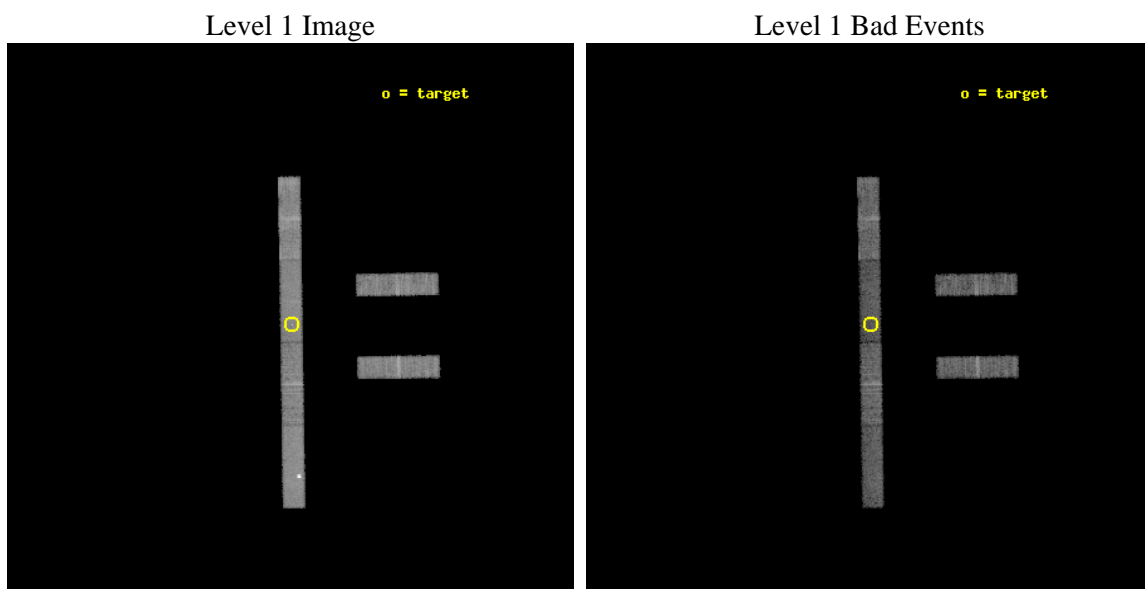 Level 1 Image
Level 1 Bad Events
o = target
o = target